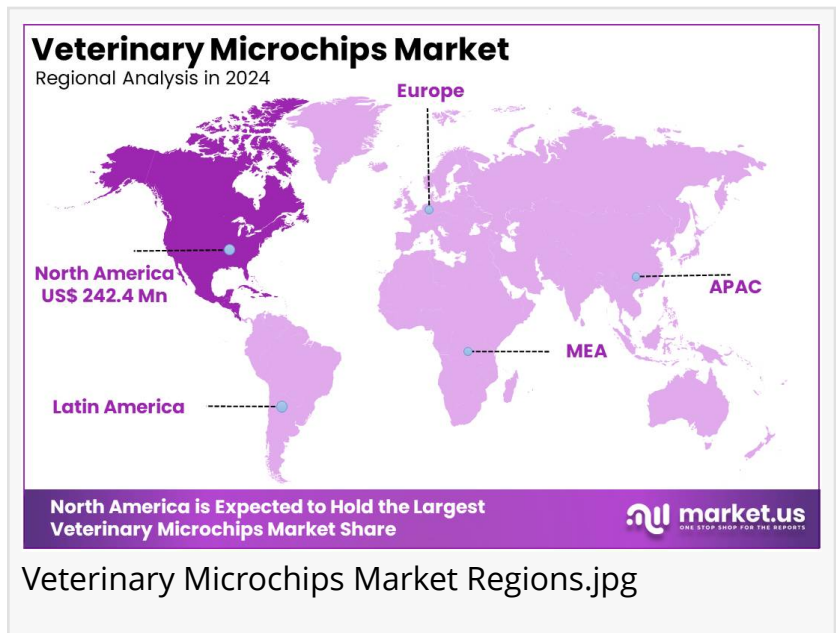 Veterinary Microchips Market
Regional Analysis in 2024
Europe
North America
US$ 242.4 Mn
APAC
MEA
Latin America
North America is Expected to Hold the Largest
Veterinary Microchips Market Share
market.us
ONE STOP SHOP FOR THE REPORTS
Veterinary Microchips Market Regions.jpg